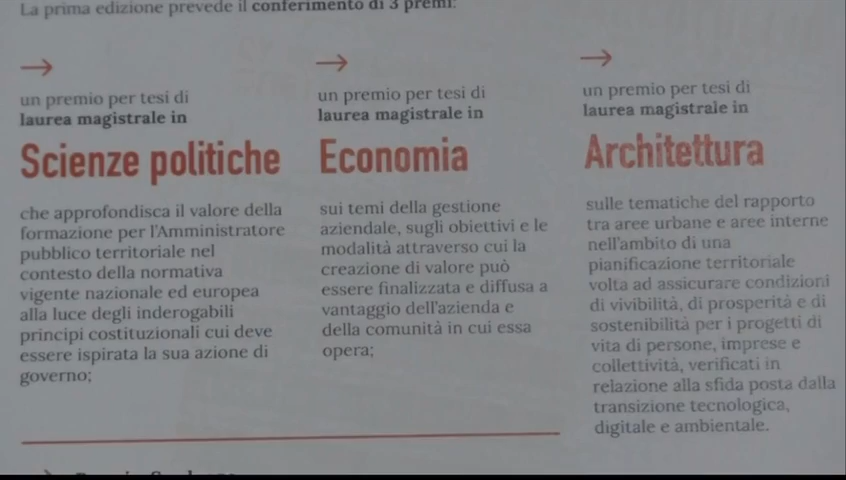 La prima edizione prevede il conferimento di 3 premi:
→
un premio per tesi di
laurea magistrale in
Scienze politiche
che approfondisca il valore della
formazione per l'Amministratore
pubblico territoriale nel
contesto della normativa
vigente nazionale ed europea
alla luce degli inderogabili
principi costituzionali cui deve
essere ispirata la sua azione di
governo;
→
un premio per tesi di
laurea magistrale in
Economia
sui temi della gestione
aziendale, sugli obiettivi e le
modalità attraverso cui la
creazione di valore può
essere finalizzata e diffusa a
vantaggio dell'azienda e
della comunità in cui essa
opera;
→
un premio per tesi di
laurea magistrale in
Architettura
sulle tematiche del rapporto
tra aree urbane e aree interne
nell'ambito di una
pianificazione territoriale
volta ad assicurare condizioni
di vivibilità, di prosperità e di
sostenibilità per i progetti di
vita di persone, imprese e
collettività, verificati in
relazione alla sfida posta dalla
transizione tecnologica,
digitale e ambientale.